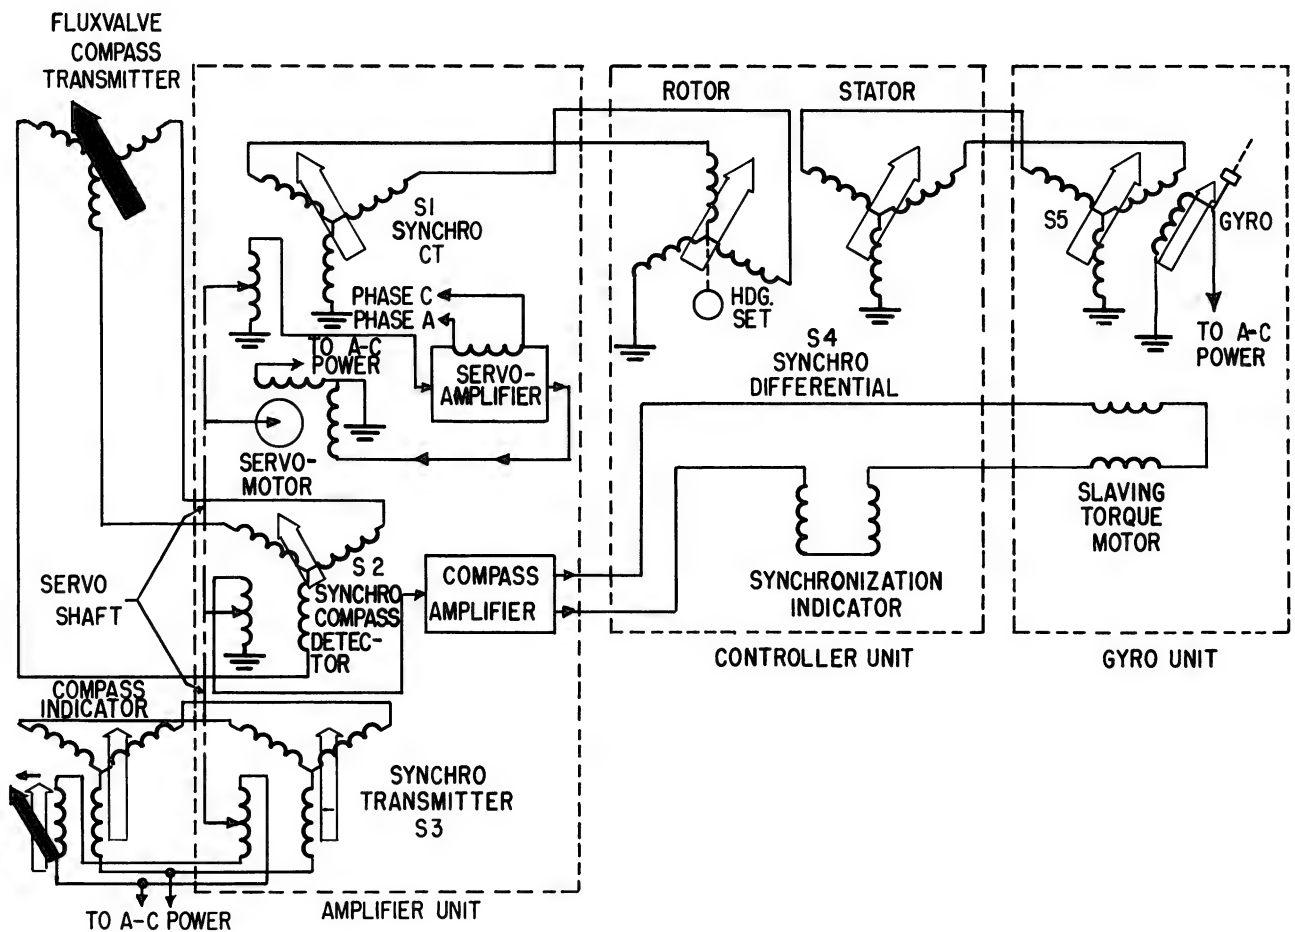 FLUXVALVE
COMPASS
TRANSMITTER
ROTOR
STATOR
S1
SYNCHRO
CT
S5
GYRO
PHASE C
PHASE A
HDG.
SET
TO A-C
POWER
TO A-C
POWER
S4
SYNCHRO
DIFFERENTIAL
SERVO-
AMPLIFIER
SERVO-
MOTOR
SLAVING
TORQUE
MOTOR
SERVO
SHAFT
S2
SYNCHRO
COMPASS
DETEC-
TOR
COMPASS
AMPLIFIER
SYNCHRONIZATION
INDICATOR
CONTROLLER UNIT
GYRO UNIT
COMPASS
INDICATOR
SYNCHRO
TRANSMITTER
S3
TO A-C POWER
AMPLIFIER UNIT